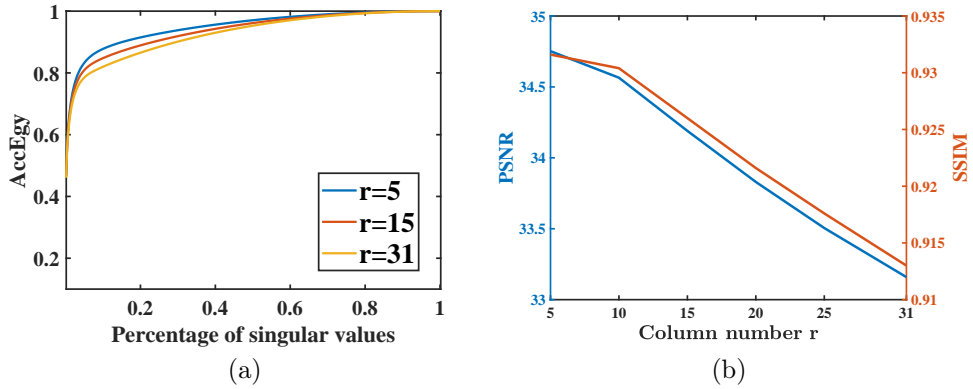 1
0.8
0.6
0.4
0.2
AccEgy
0.2 0.4 0.6 0.8 1
Percentage of singular values
r=5
r=15
r=31
(a)
35
34.5
34
33.5
33
PSNR
0.935
0.93
0.925
0.92
0.915
0.91
SSIM
5 10 15 20 25 31
Column number r
(b)